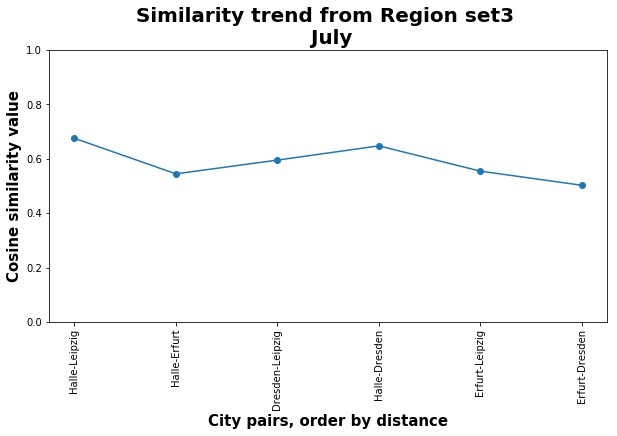 Similarity trend from Region set3
July
Cosine similarity value
1.0
0.8
0.6
0.4
0.2
0.0
Halle-Leipzig
Halle-Erfurt
Dresden-Leipzig
Halle-Dresden
Erfurt-Leipzig
Erfurt-Dresden
City pairs, order by distance